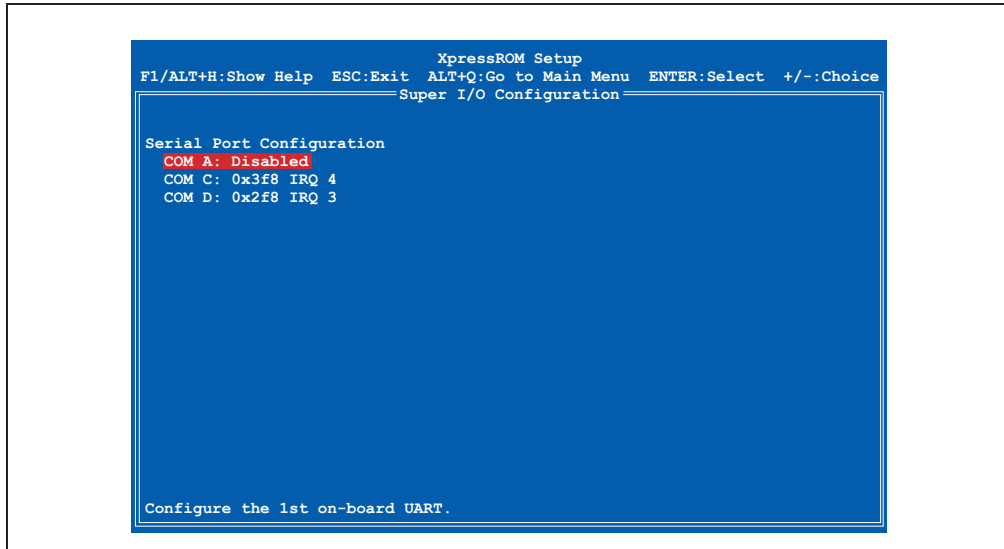 XpressROM Setup
F1/ALT+H:Show Help ESC:Exit ALT+Q:Go to Main Menu ENTER:Select +/-:Choice
Super I/O Configuration
Serial Port Configuration
COM A: Disabled
COM C: 0x3f8 IRQ 4
COM D: 0x2f8 IRQ 3
Configure the 1st on-board UART.